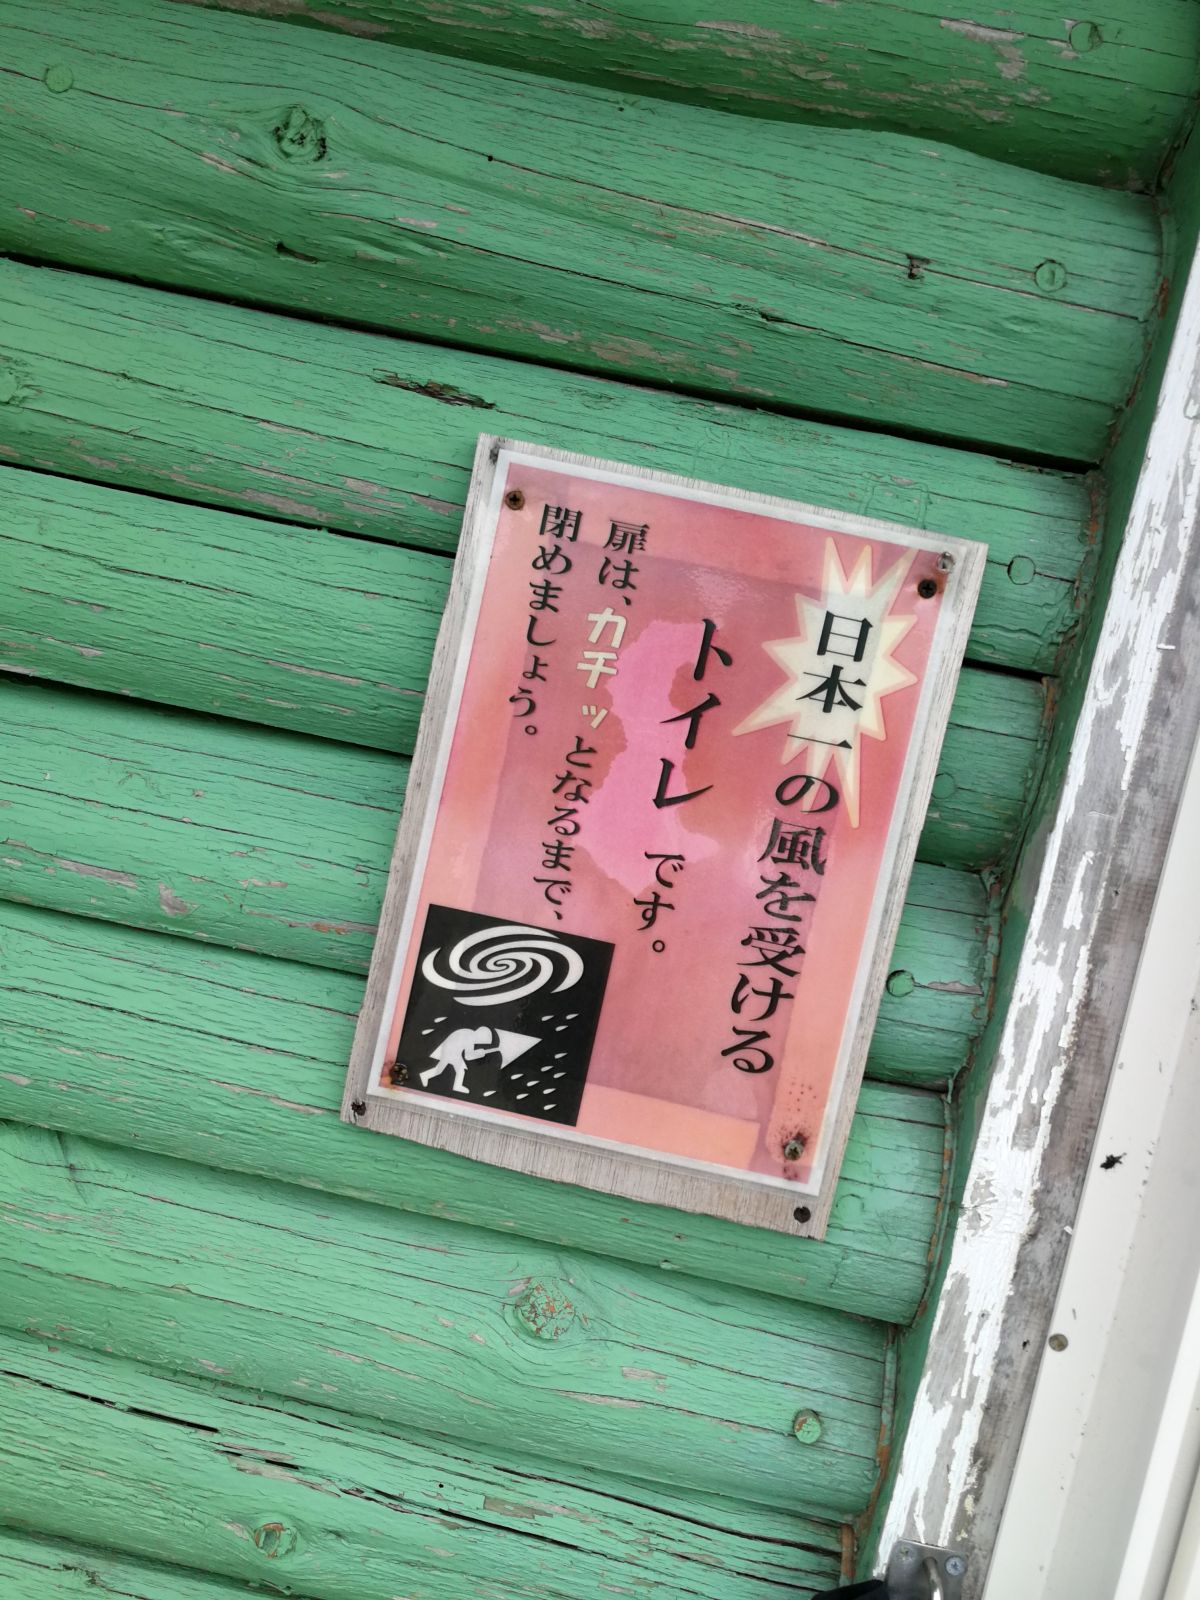 日本一の風を受ける
トイレです。
扉は、カチッとなるまで、
閉めましょう。